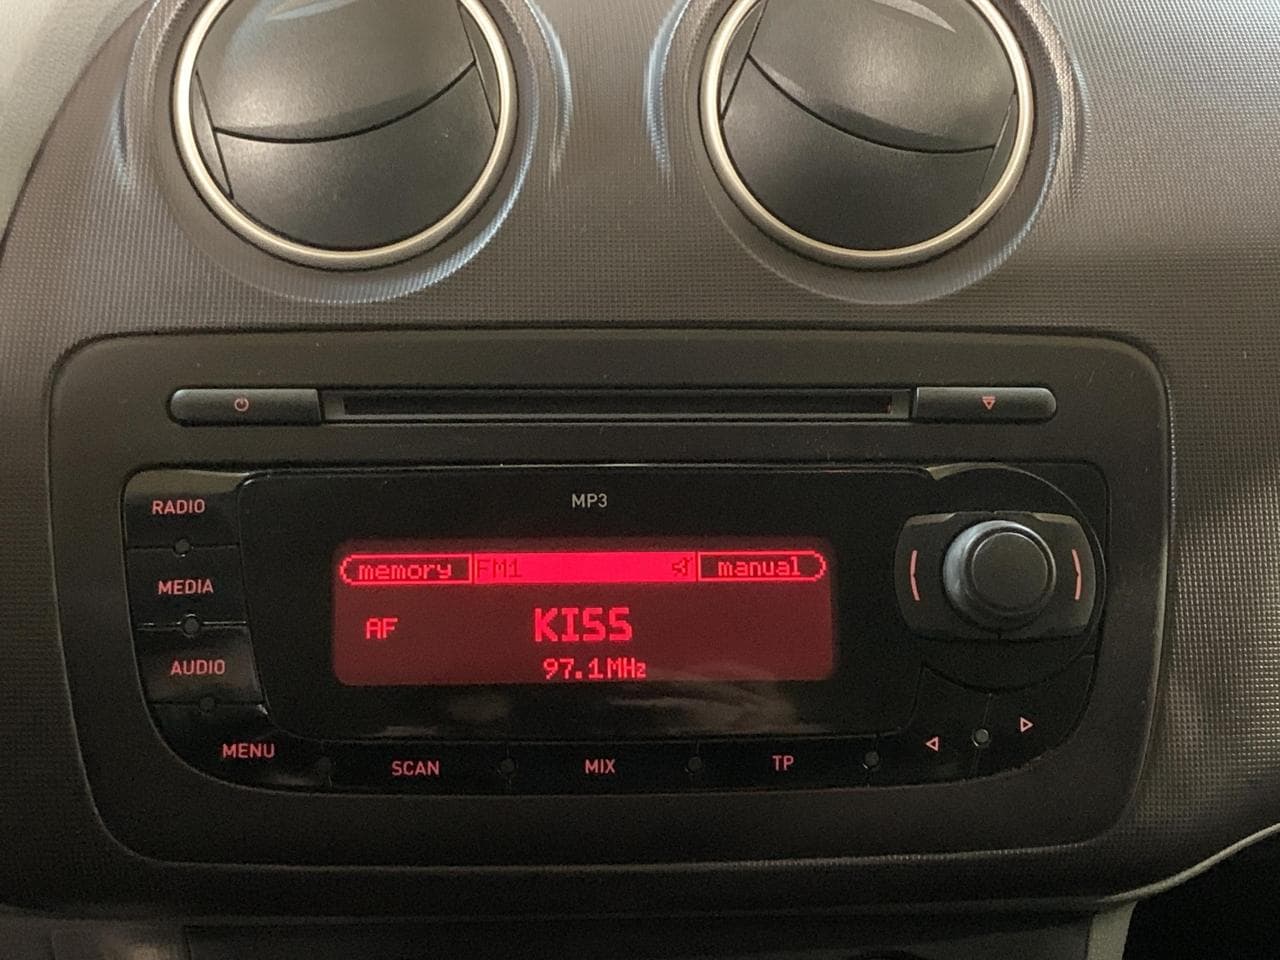 MP3
RADIO
MEDIA
AUDIO
MENU
memory FM1 manual
AF KISS
97.1MHz
SCAN MIX TP